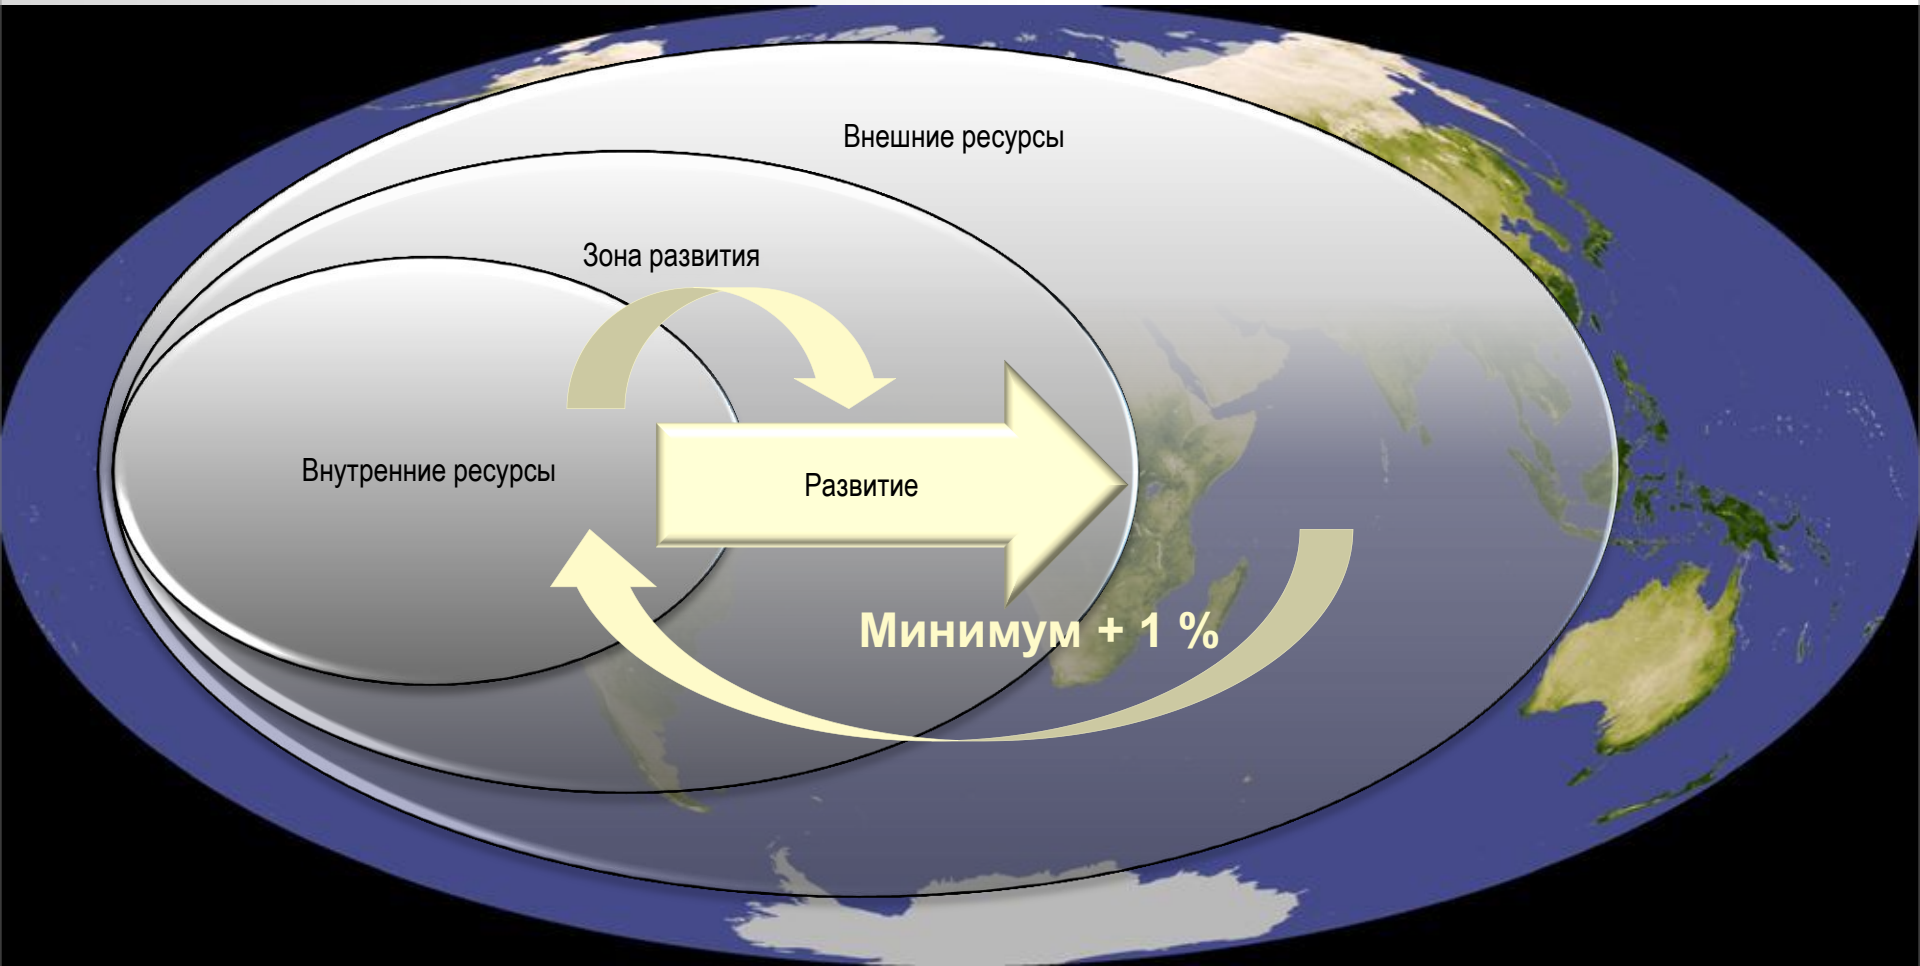 Внешние ресурсы
Зона развития
Внутренние ресурсы
Развитие
Минимум + 1 %